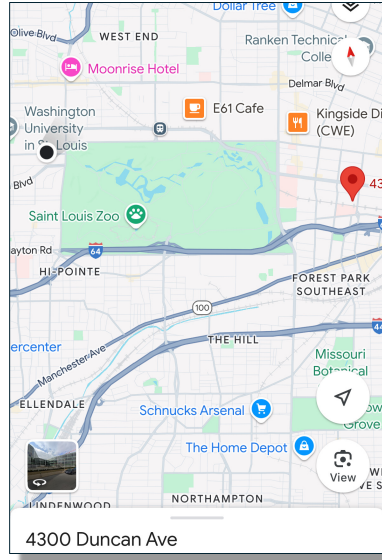 Dollar Tree
Olive Blvd
WEST END
Ranken Technical
Colle
Moonrise Hotel
Delmar Blvd
Washington
University
in St. Louis
E61 Cafe
Kingside Di
(CWE)
Blvd
43
Saint Louis Zoo
ayton Rd
64
HI-POINTE
FOREST PARK
SOUTHEAST
100
44
ercenter
THE HILL
Manchester Ave
Missouri
Botanical
ELLENDALE
Schnucks Arsenal
ow
Grove
The Home Depot
View
NORTHAMPTON
LINDENWOOD
4300 Duncan Ave